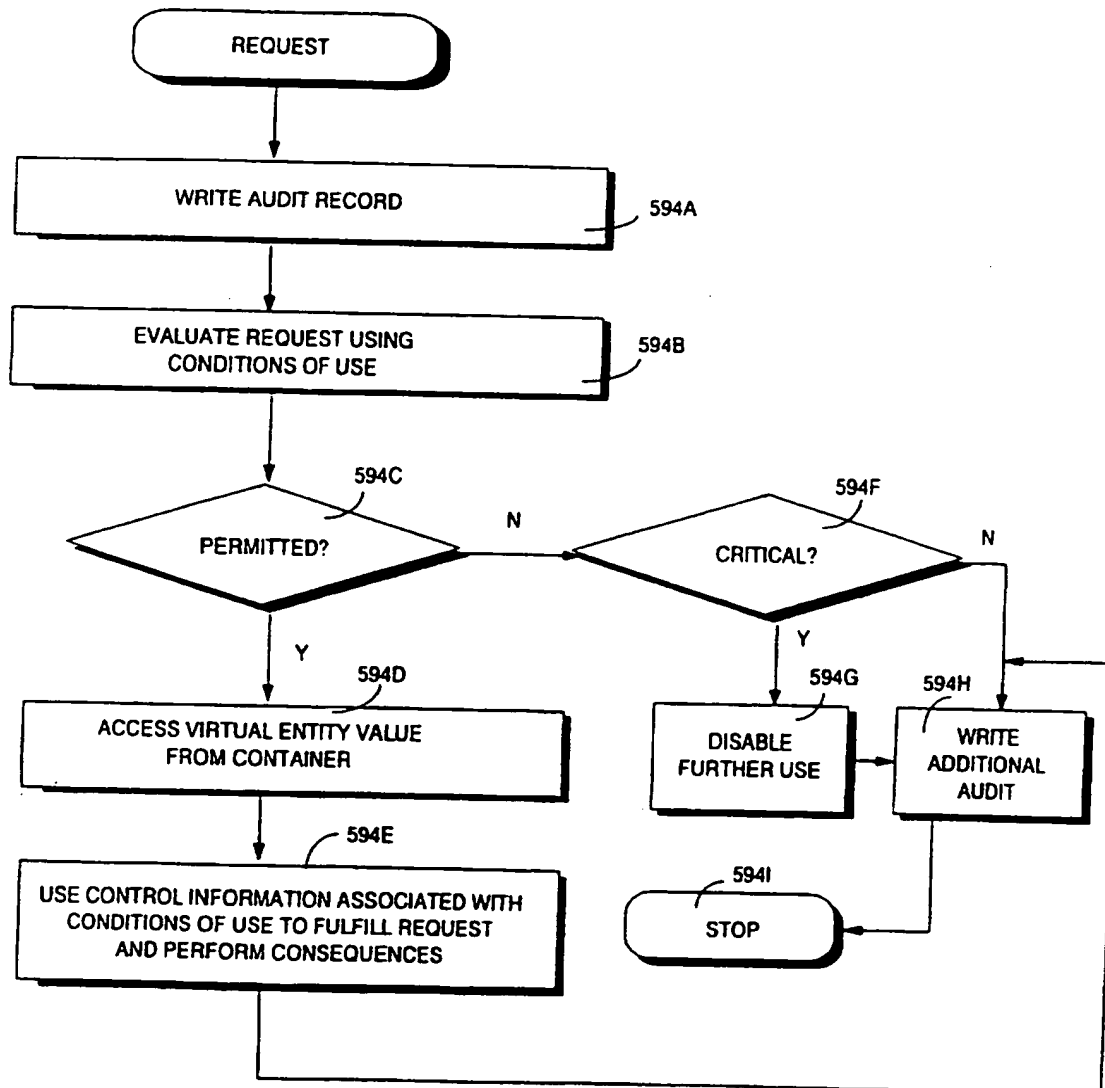 REQUEST
WRITE AUDIT RECORD
594A
EVALUATE REQUEST USING
CONDITIONS OF USE
594B
594C
PERMITTED?
N
Y
594F
CRITICAL?
N
Y
594D
ACCESS VIRTUAL ENTITY VALUE
FROM CONTAINER
594G
DISABLE
FURTHER USE
594H
WRITE
ADDITIONAL
AUDIT
594E
USE CONTROL INFORMATION ASSOCIATED WITH
CONDITIONS OF USE TO FULFILL REQUEST
AND PERFORM CONSEQUENCES
594I
STOP